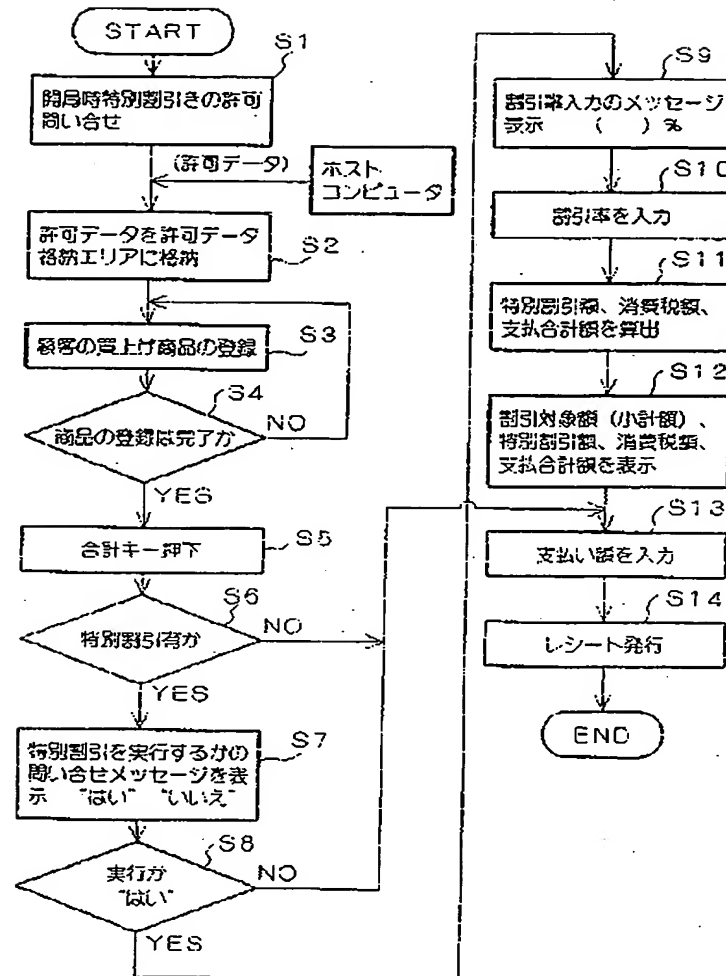 START
S1
開局時特別割引きの許可
問い合せ
(許可データ)
ホスト
コンピュータ
許可データを許可データ
格納エリアに格納
S2
顧客の買上げ商品の登録
S3
S4
商品の登録は完了か
NO
YES
合計キー押下
S5
S6
特別割引有か
NO
YES
特別割引を実行するかの
問い合せメッセージを表
示 "はい" "いいえ"
S7
S8
実行か
"はい"
NO
YES
S9
割引率入力のメッセージ
表示 ( )%
S10
割引率を入力
S11
特別割引額、消費税額、
支払合計額を算出
S12
割引対象額(小計額)、
特別割引額、消費税額、
支払合計額を表示
S13
支払い額を入力
S14
レシート発行
END